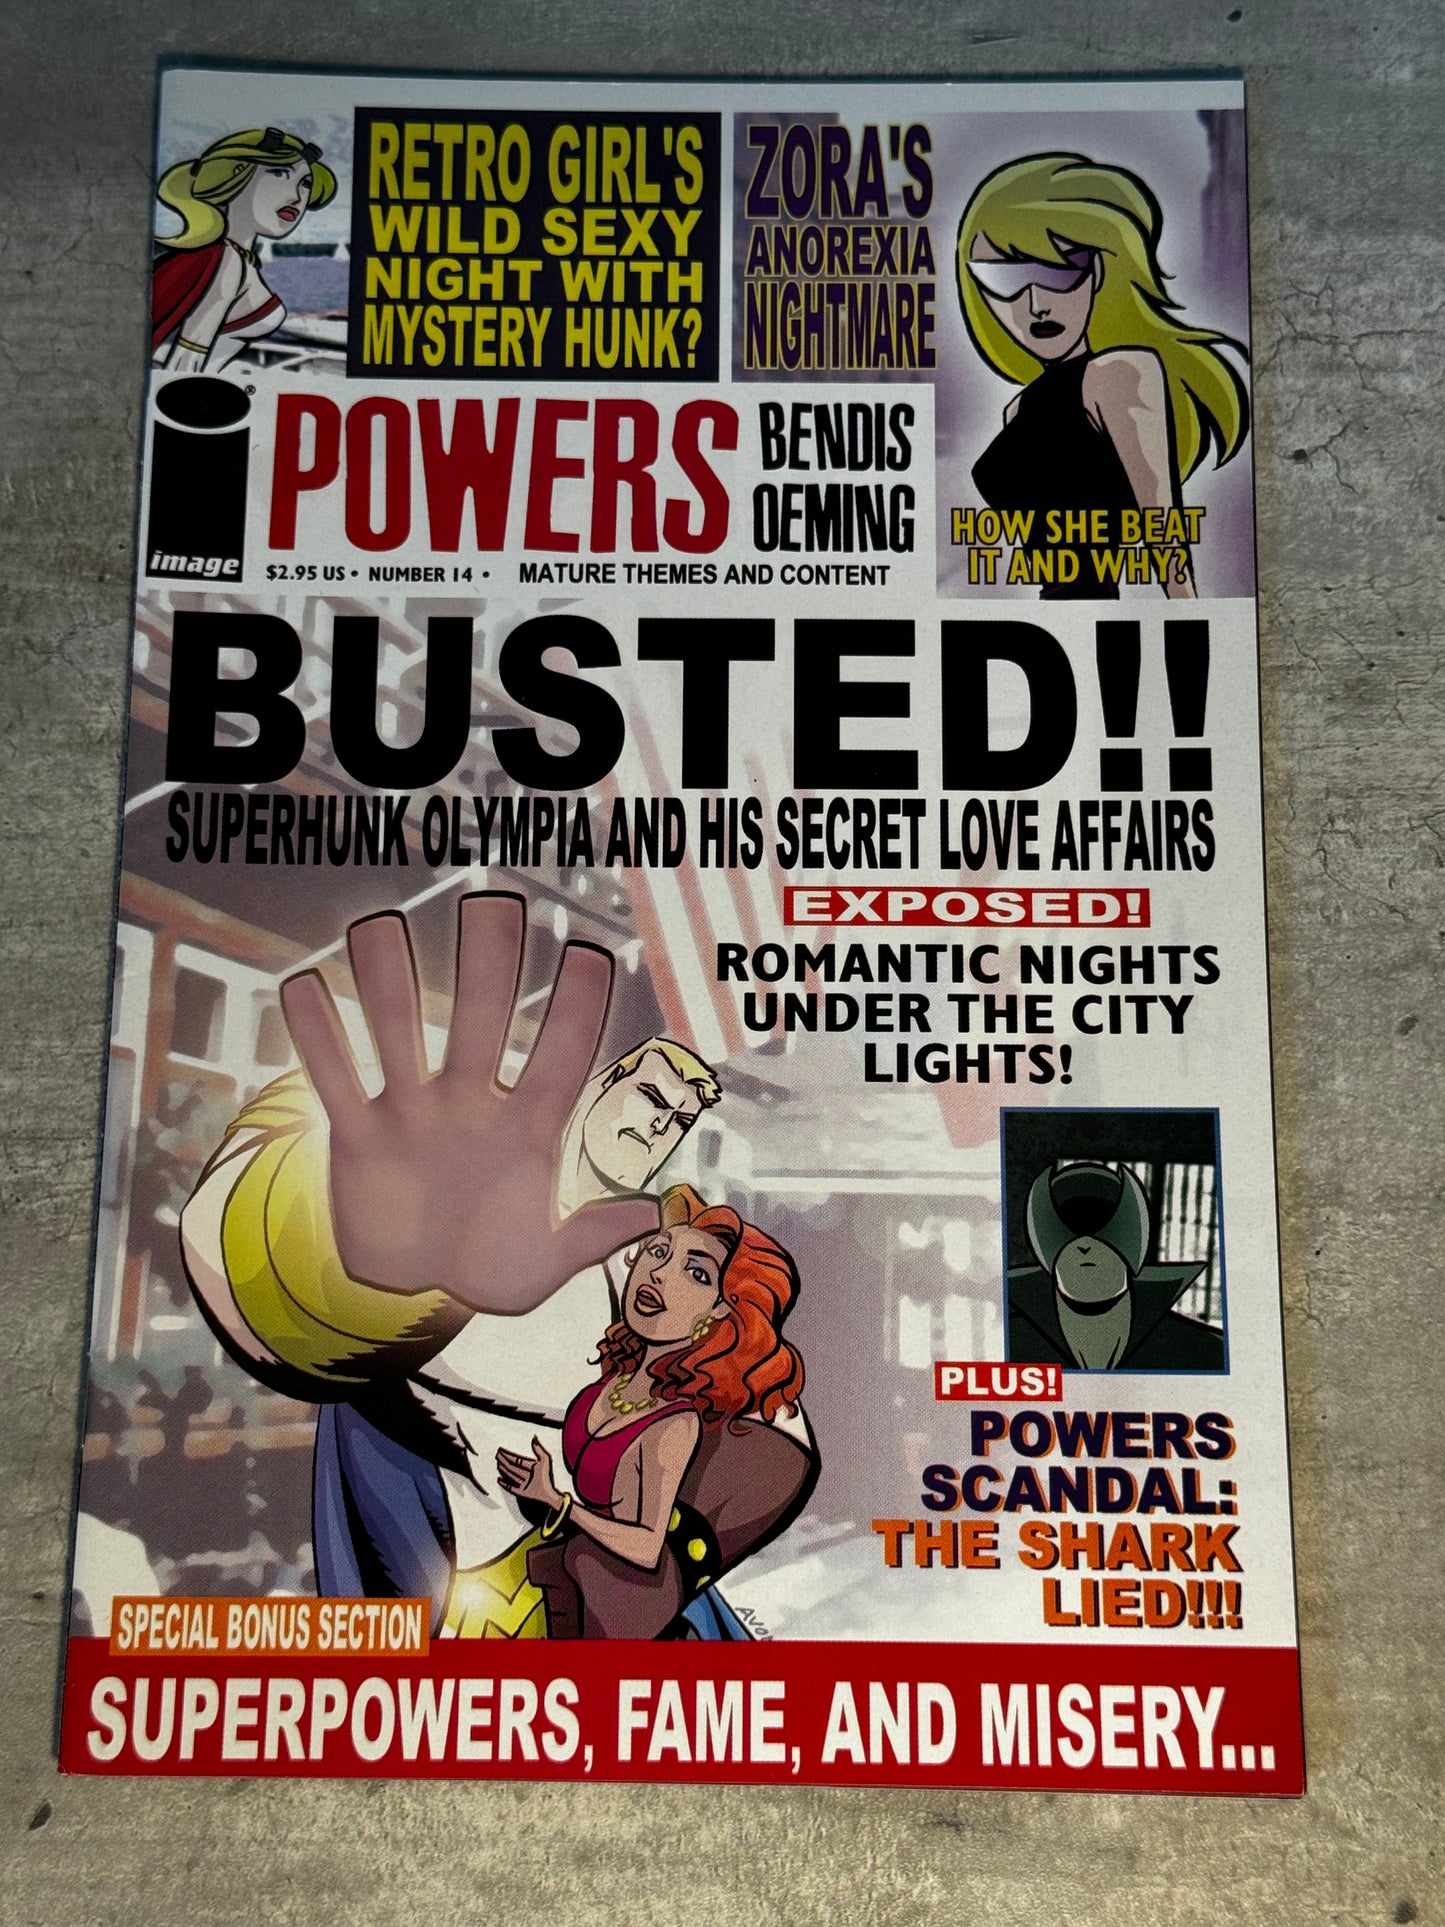 RETRO GIRL'S
WILD SEXY
NIGHT WITH
MYSTERY HUNK?
ZORA'S
ANOREXIA
NIGHTMARE
HOW SHE BEAT
IT AND WHY?
image
®
POWERS
BENDIS
OEMING
$2.95 US • NUMBER 14 • MATURE THEMES AND CONTENT
BUSTED!!
SUPERHUNK OLYMPIA AND HIS SECRET LOVE AFFAIRS
EXPOSED!
ROMANTIC NIGHTS
UNDER THE CITY
LIGHTS!
PLUS!
POWERS
SCANDAL:
THE SHARK
LIED!!!
SPECIAL BONUS SECTION
SUPERPOWERS, FAME, AND MISERY...